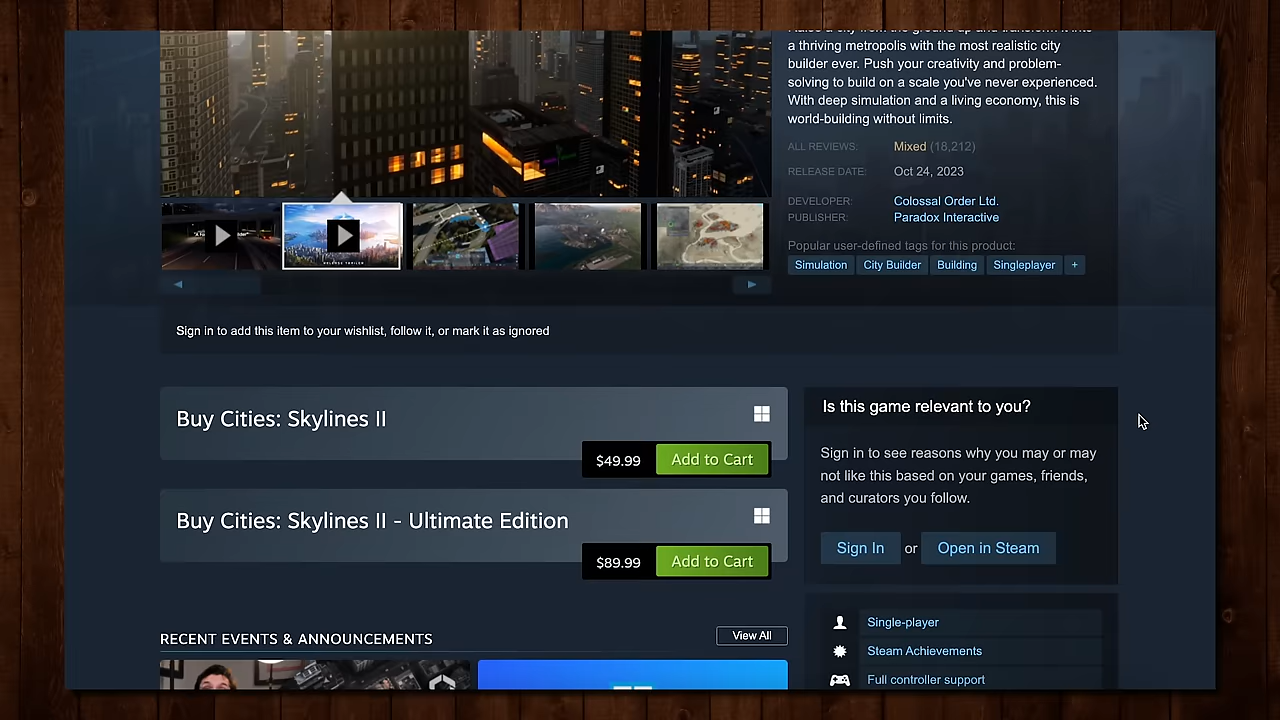 a thriving metropolis with the most realistic city
builder ever. Push your creativity and problem-
solving to build on a scale you've never experienced.
With deep simulation and a living economy, this is
world-building without limits.
ALL REVIEWS: Mixed (18,212)
RELEASE DATE: Oct 24, 2023
DEVELOPER: Colossal Order Ltd.
PUBLISHER: Paradox Interactive
Popular user-defined tags for this product:
Simulation City Builder Building Singleplayer +
Sign in to add this item to your wishlist, follow it, or mark it as ignored
Buy Cities: Skylines II
$49.99 Add to Cart
Buy Cities: Skylines II - Ultimate Edition
$89.99 Add to Cart
Is this game relevant to you?
Sign in to see reasons why you may or may
not like this based on your games, friends,
and curators you follow.
Sign In or Open in Steam
RECENT EVENTS & ANNOUNCEMENTS View All
Single-player
Steam Achievements
Full controller support